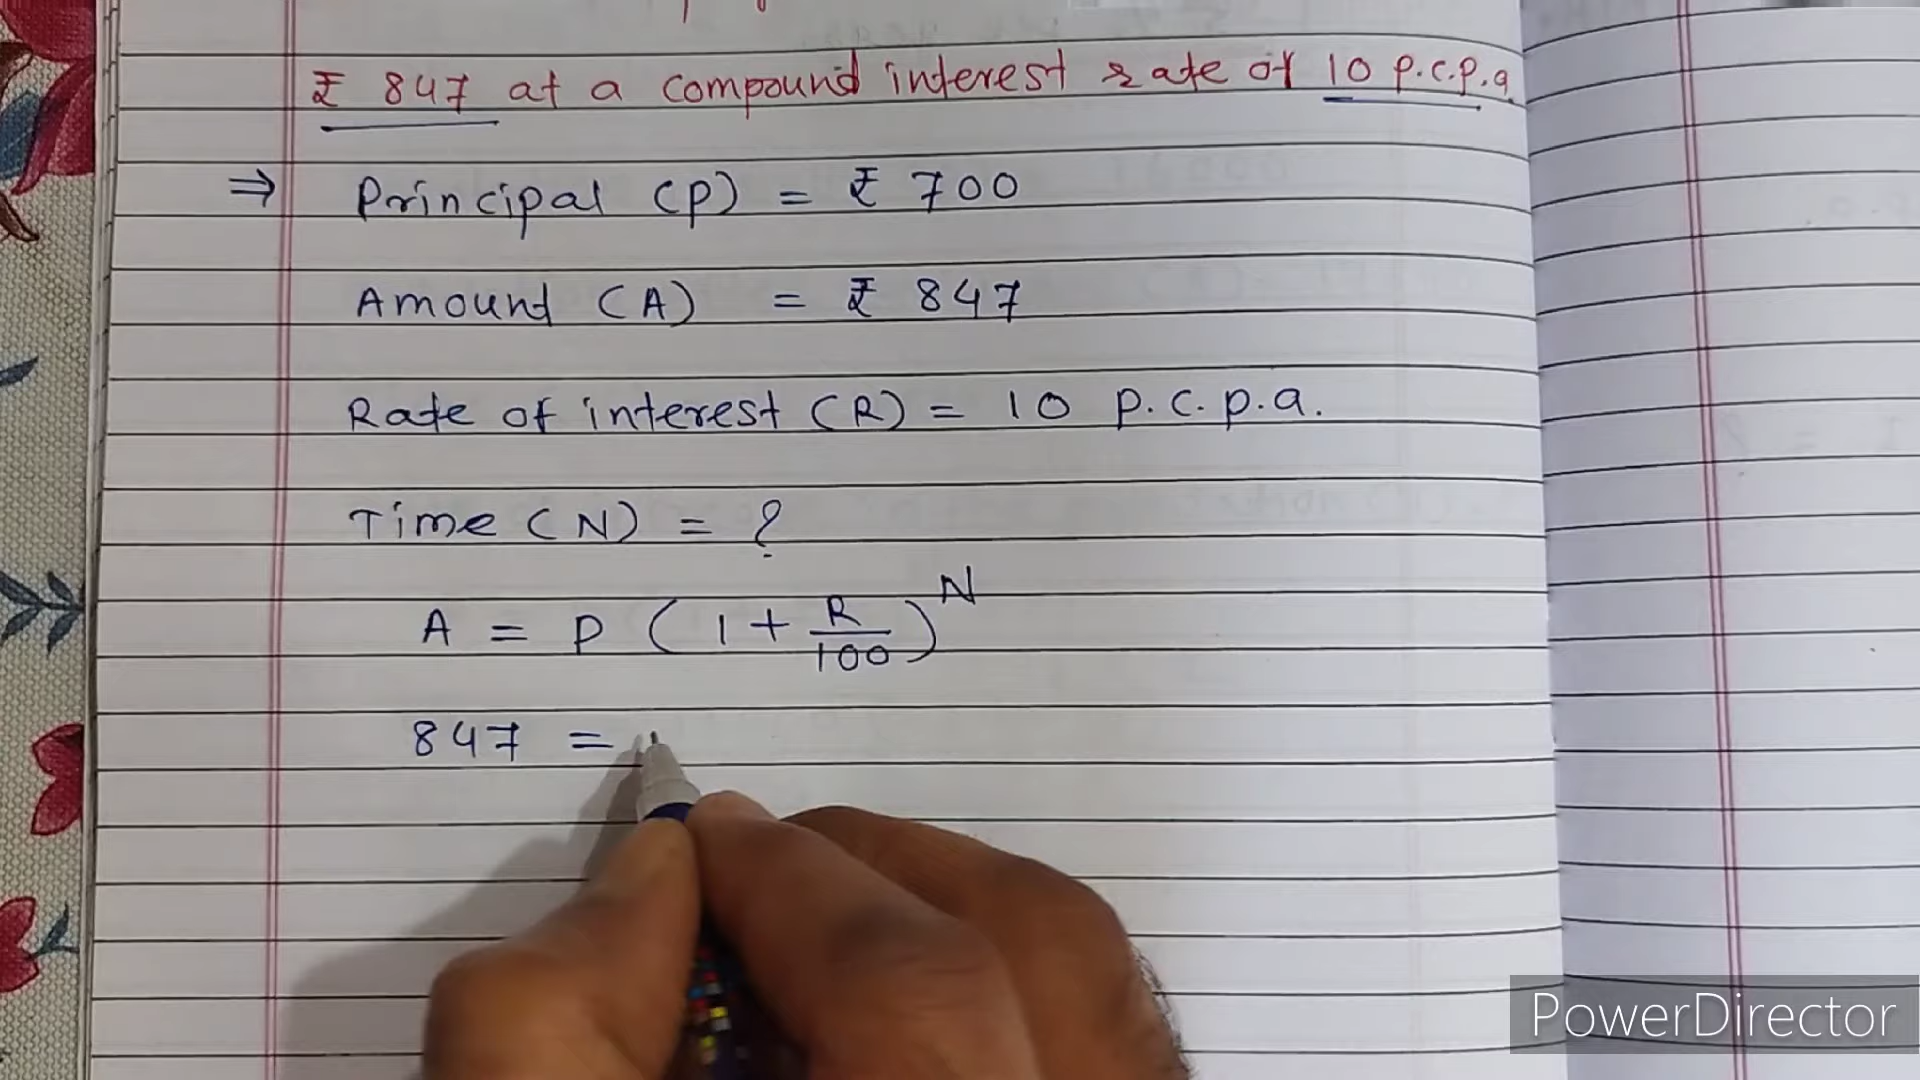 ₹ 847 at a compound interest rate of 10 p.c.p.a.
⇒ Principal (P) = ₹ 700
Amount (A) = ₹ 847
Rate of interest (R) = 10 p.c.p.a.
Time (N) = ?
A = P (1 + R/100)^N
847 =
PowerDirector